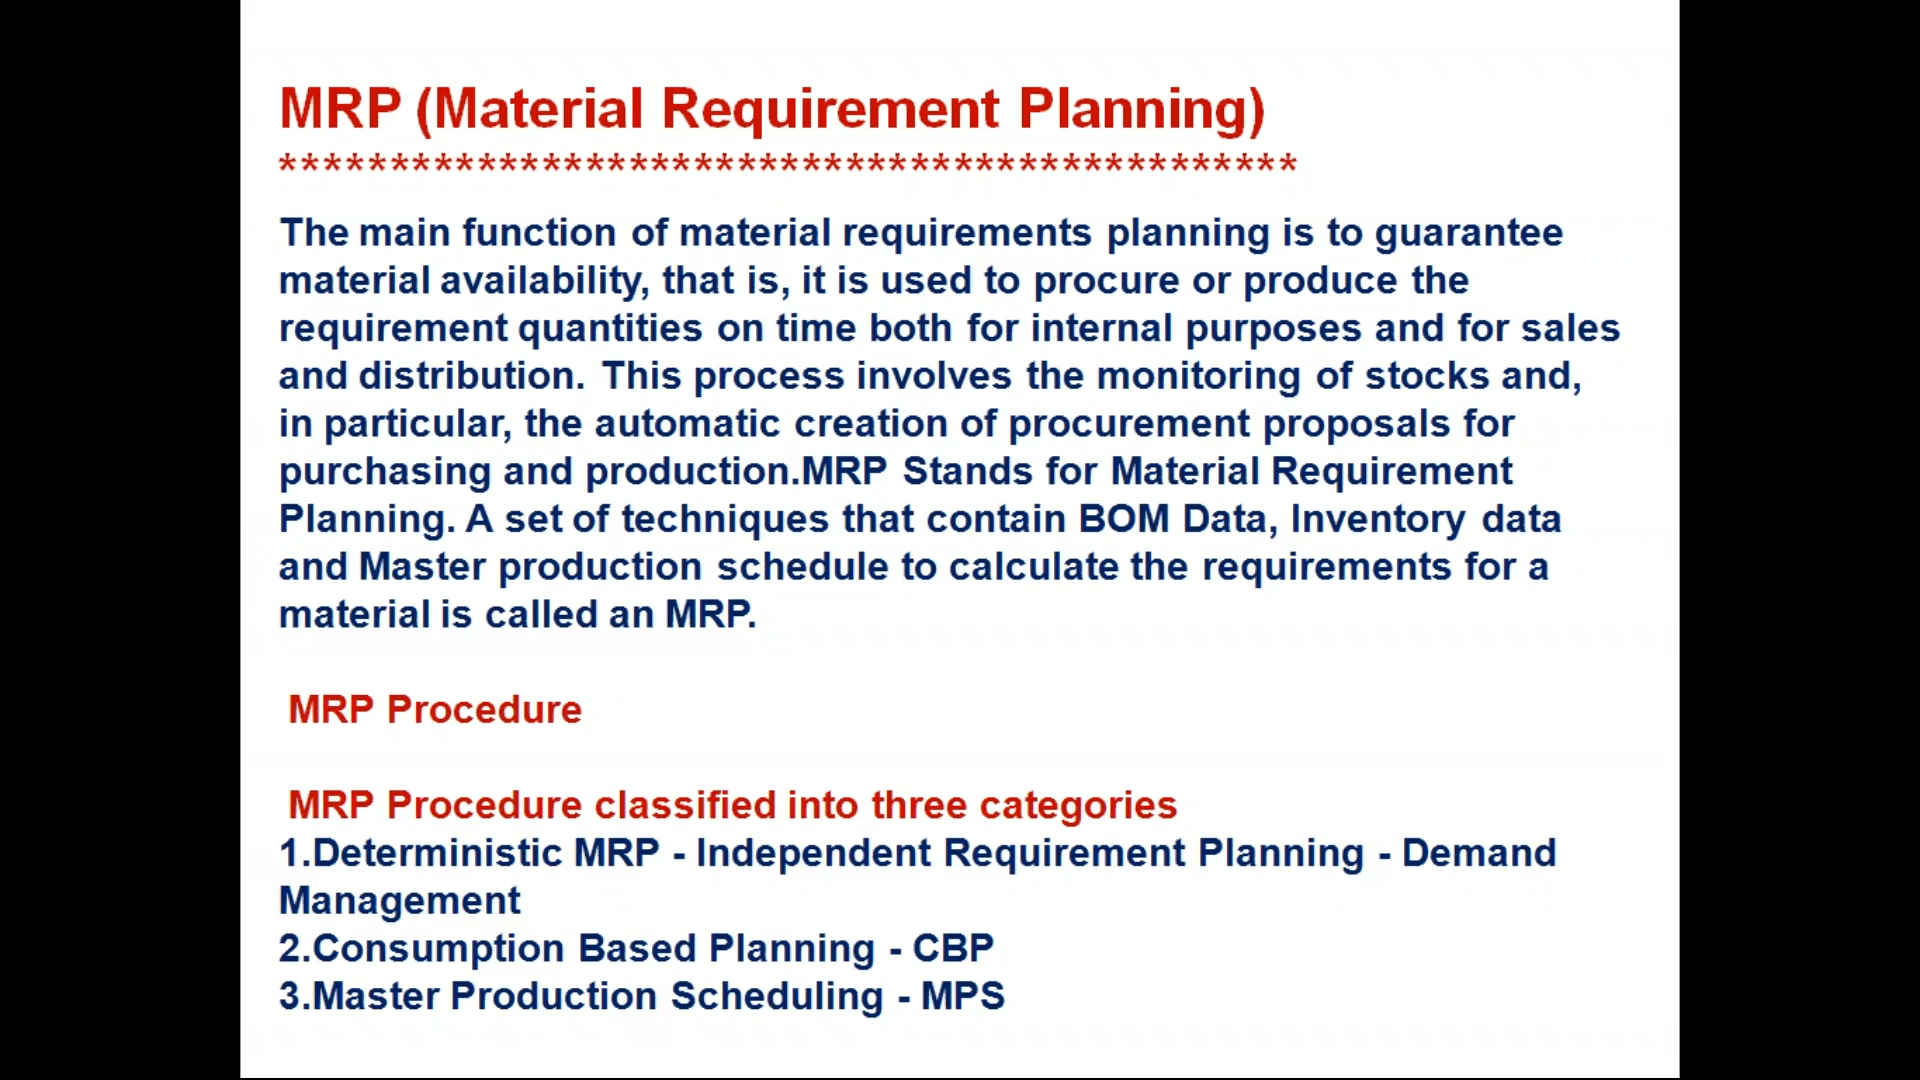 MRP (Material Requirement Planning)
***********************************************
The main function of material requirements planning is to guarantee
material availability, that is, it is used to procure or produce the
requirement quantities on time both for internal purposes and for sales
and distribution. This process involves the monitoring of stocks and,
in particular, the automatic creation of procurement proposals for
purchasing and production.MRP Stands for Material Requirement
Planning. A set of techniques that contain BOM Data, Inventory data
and Master production schedule to calculate the requirements for a
material is called an MRP.
MRP Procedure
MRP Procedure classified into three categories
1.Deterministic MRP - Independent Requirement Planning - Demand
Management
2.Consumption Based Planning - CBP
3.Master Production Scheduling - MPS